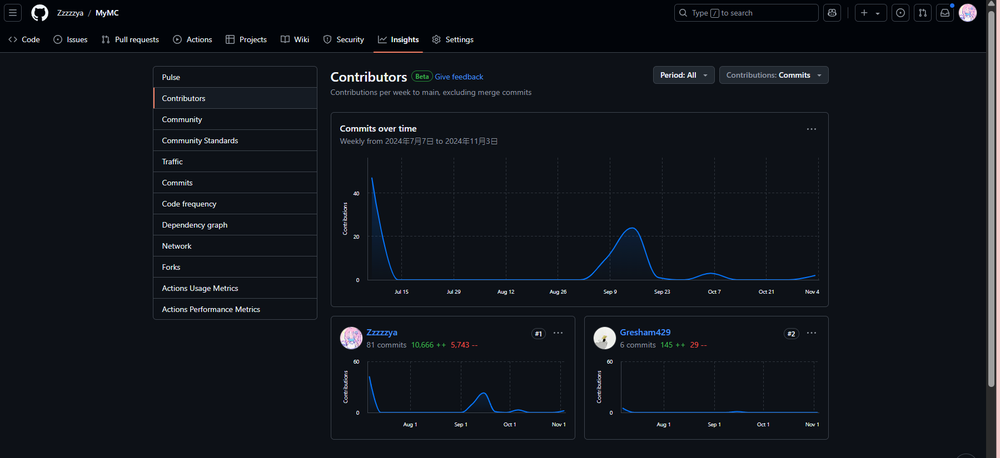 Zzzzzya / MyMC
Type / to search
Code Issues Pull requests Actions Projects Wiki Security Insights Settings
Pulse
Contributors
Community
Community Standards
Traffic
Commits
Code frequency
Dependency graph
Network
Forks
Actions Usage Metrics
Actions Performance Metrics
Contributors Beta Give feedback
Period: All
Contributions: Commits
Contributions per week to main, excluding merge commits
Commits over time
Weekly from 2024年7月7日 to 2024年11月3日
Contributions
40
20
0
Jul 15 Jul 29 Aug 12 Aug 26 Sep 9 Sep 23 Oct 7 Oct 21 Nov 4
Zzzzzya #1
81 commits 10,666 ++ 5,743 --
Contributions
60
0
Aug 1 Sep 1 Oct 1 Nov 1
Gresham429 #2
6 commits 145 ++ 29 --
Contributions
60
0
Aug 1 Sep 1 Oct 1 Nov 1